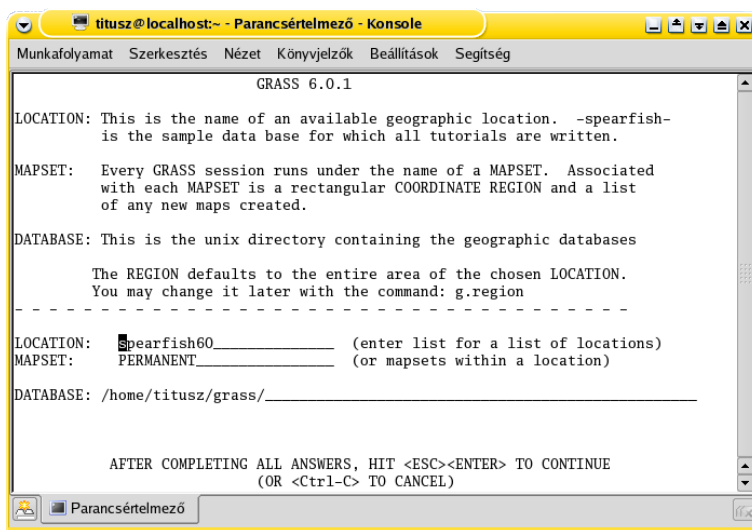 titusz@localhost:~ - Parancsértelmező - Konsole
Munkafolyamat Szerkesztés Nézet Könyvjelzők Beállítások Segítség
GRASS 6.0.1
LOCATION: This is the name of an available geographic location. -spearfish-
is the sample data base for which all tutorials are written.
MAPSET: Every GRASS session runs under the name of a MAPSET. Associated
with each MAPSET is a rectangular COORDINATE REGION and a list
of any new maps created.
DATABASE: This is the unix directory containing the geographic databases
The REGION defaults to the entire area of the chosen LOCATION.
You may change it later with the command: g.region
- - - - - - - - - - - - - - - - - - - - - - - - - - - - - - - - - - - -
LOCATION: spearfish60______________ (enter list for a list of locations)
MAPSET: PERMANENT________________ (or mapsets within a location)
DATABASE: /home/titusz/grass/__________________________________________________
AFTER COMPLETING ALL ANSWERS, HIT <ESC><ENTER> TO CONTINUE
(OR <Ctrl-C> TO CANCEL)
Parancsértelmező